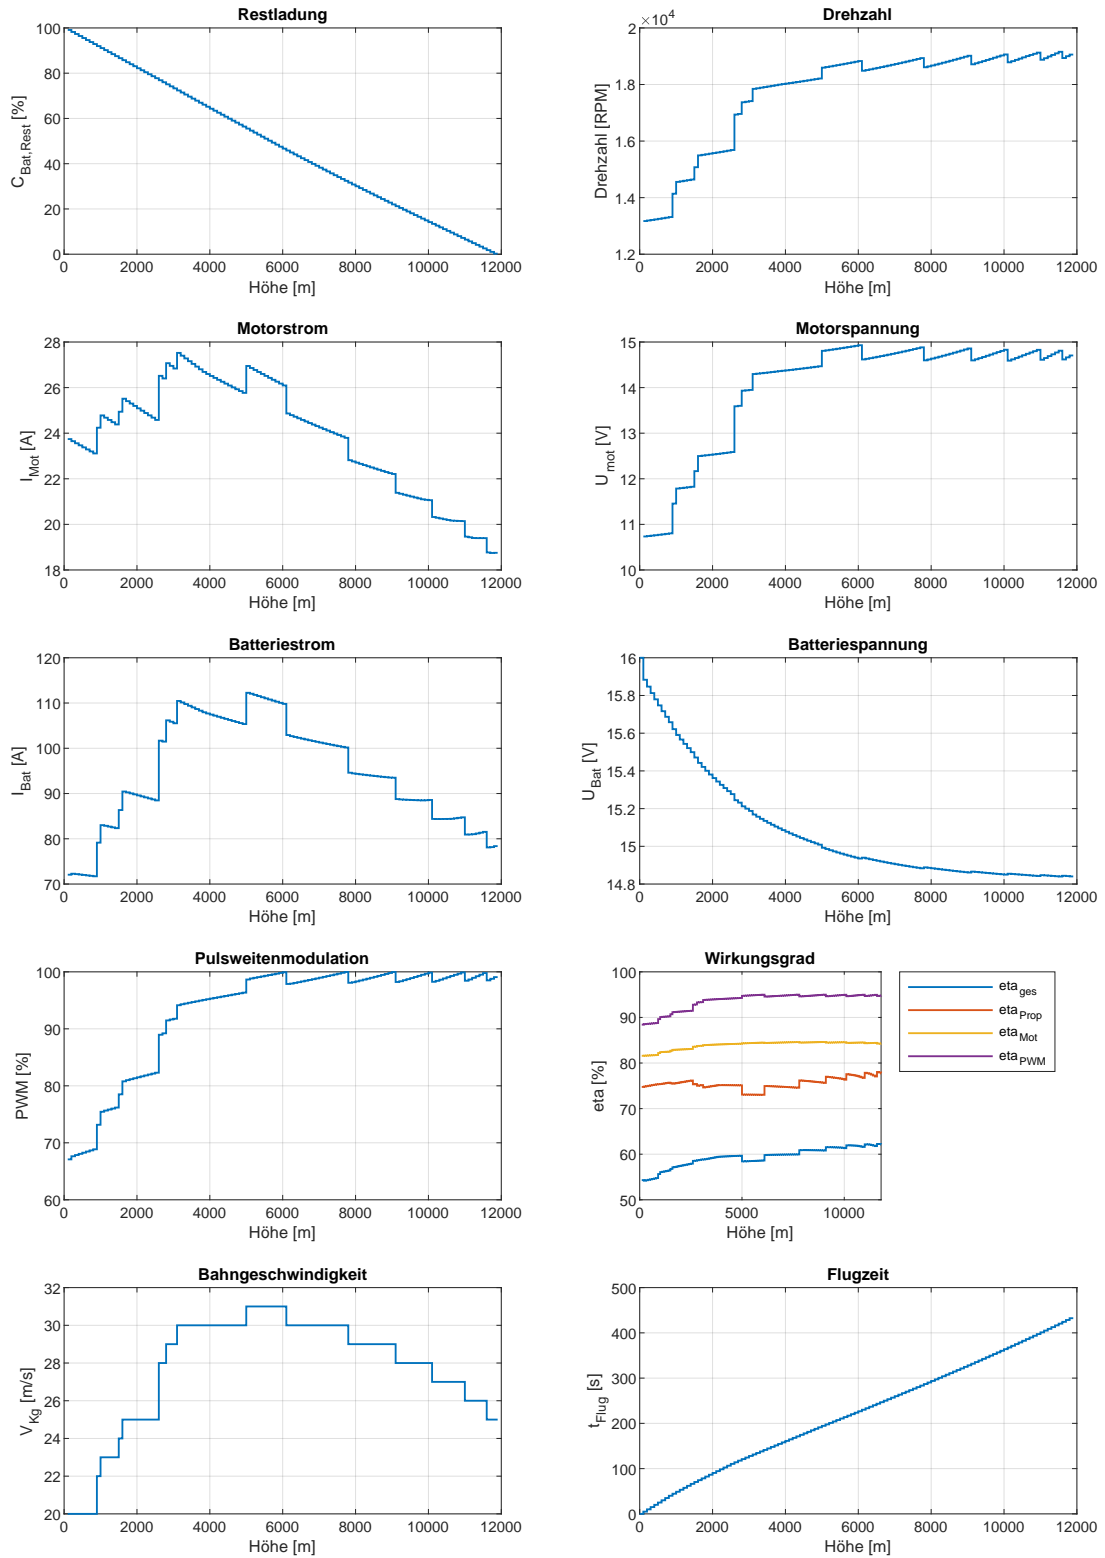 Restladung
100
80
60
40
20
0
C_Bat,Rest [%]
0 2000 4000 6000 8000 10000 12000
Höhe [m]
Drehzahl
×10^4
2
1.8
1.6
1.4
1.2
Drehzahl [RPM]
0 2000 4000 6000 8000 10000 12000
Höhe [m]
Motorstrom
28
26
24
22
20
18
I_Mot [A]
0 2000 4000 6000 8000 10000 12000
Höhe [m]
Motorspannung
15
14
13
12
11
10
U_mot [V]
0 2000 4000 6000 8000 10000 12000
Höhe [m]
Batteriestrom
120
110
100
90
80
70
I_Bat [A]
0 2000 4000 6000 8000 10000 12000
Höhe [m]
Batteriespannung
16
15.8
15.6
15.4
15.2
15
14.8
U_Bat [V]
0 2000 4000 6000 8000 10000 12000
Höhe [m]
Pulsweitenmodulation
100
90
80
70
60
PWM [%]
0 2000 4000 6000 8000 10000 12000
Höhe [m]
Wirkungsgrad
100
90
80
70
60
50
eta [%]
0 5000 10000
Höhe [m]
eta_ges
eta_Prop
eta_Mot
eta_PWM
Bahngeschwindigkeit
32
30
28
26
24
22
20
V_Kg [m/s]
0 2000 4000 6000 8000 10000 12000
Höhe [m]
Flugzeit
500
400
300
200
100
0
t_Flug [s]
0 2000 4000 6000 8000 10000 12000
Höhe [m]